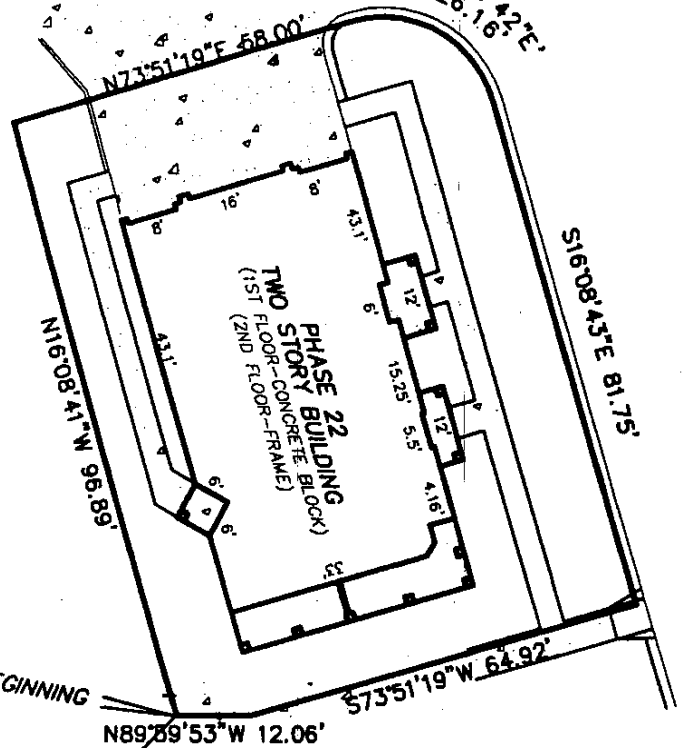 42"E'
26.16'
N73°51'19"E 58.00'
8'
16'
8'
43.1'
S16°08'43"E 81.75'
12'
6'
PHASE 22
TWO STORY BUILDING
(1ST FLOOR-CONCRETE BLOCK)
(2ND FLOOR-FRAME)
N16°08'41"W 96.89'
43.1'
15.25'
12'
5.5'
4.16'
6'
6'
33'
GINNING
S73°51'19"W 64.92'
N89°59'53"W 12.06'